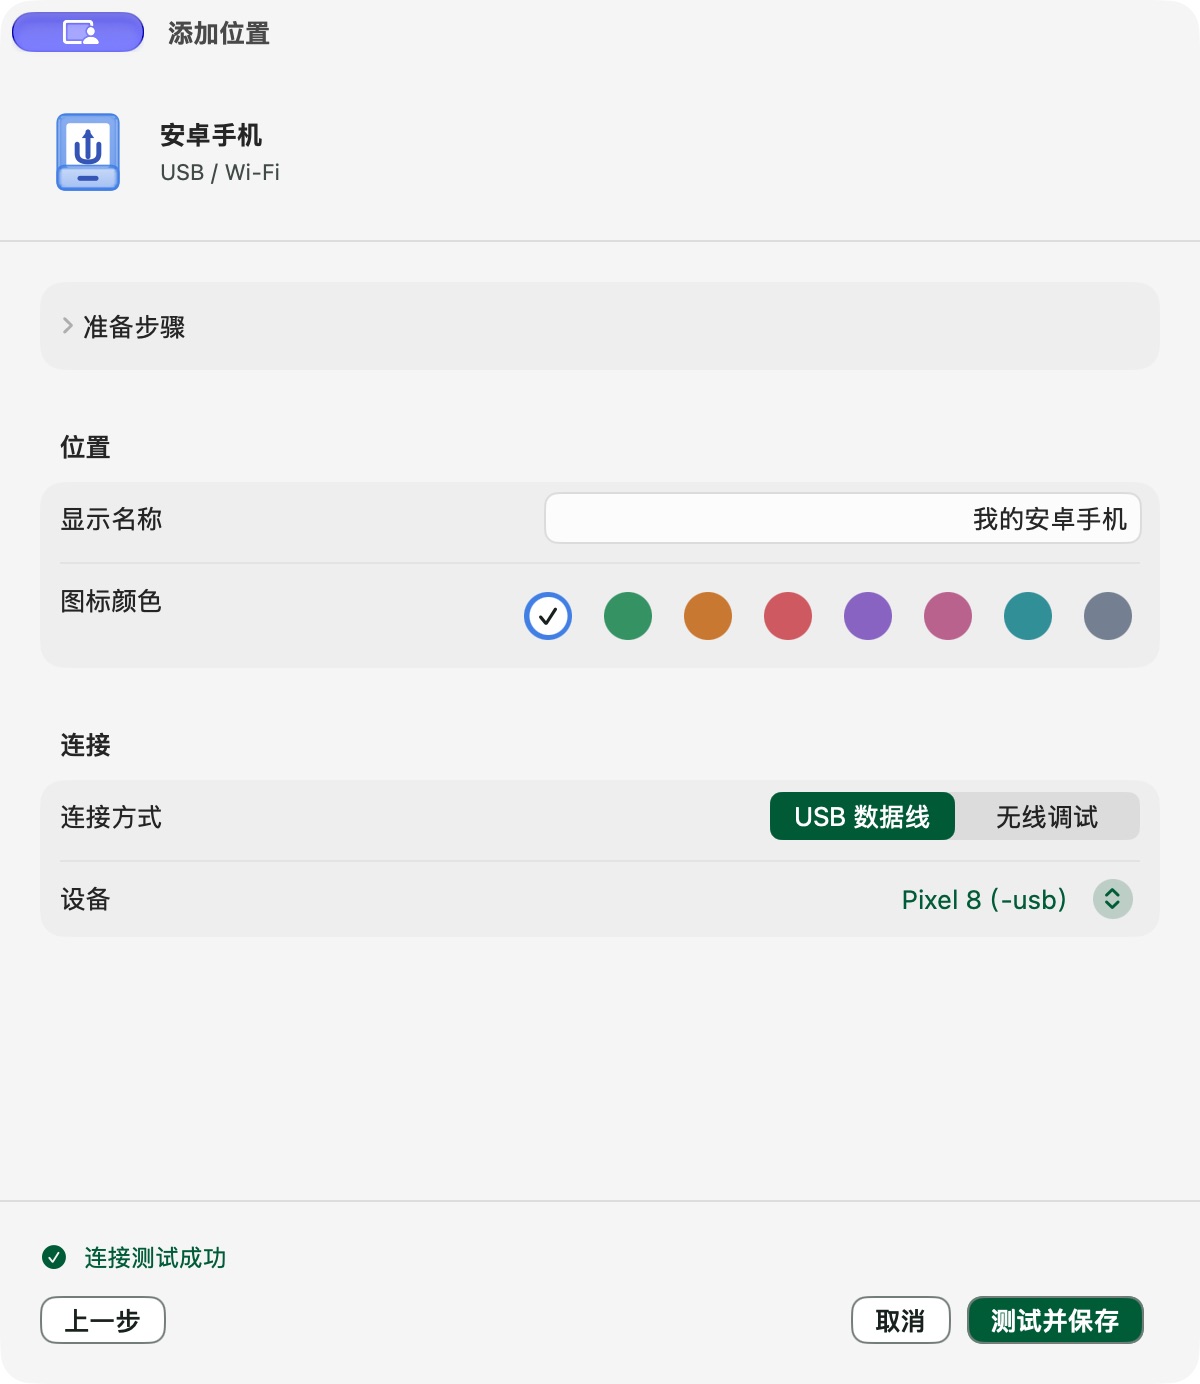 添加位置
安卓手机
USB / Wi-Fi
准备步骤
位置
显示名称
我的安卓手机
图标颜色
连接
连接方式
USB 数据线
无线调试
设备
Pixel 8 (-usb)
连接测试成功
上一步
取消
测试并保存